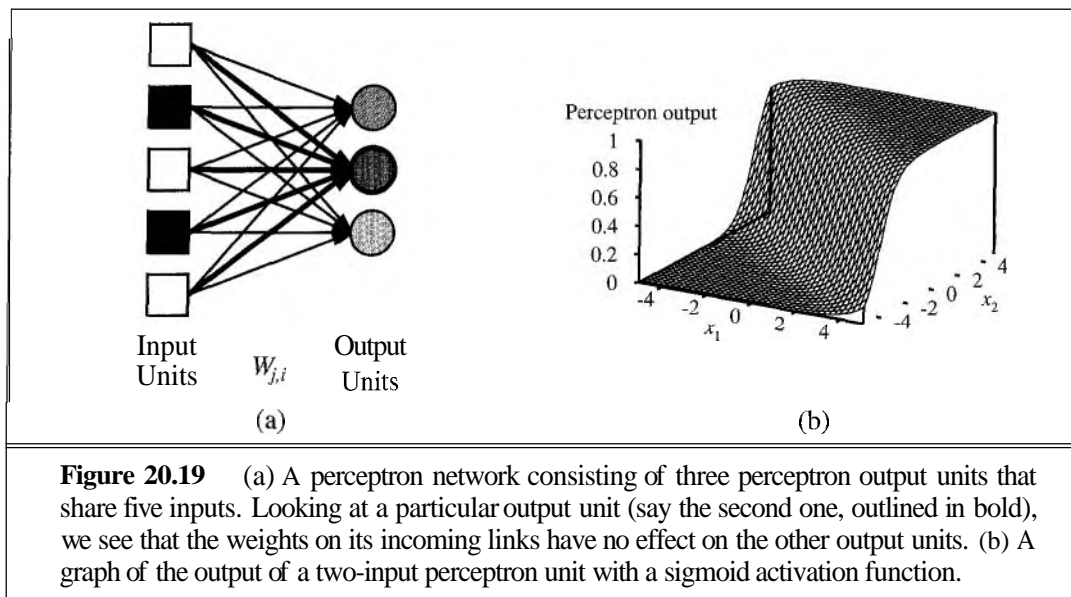 Input
Units
W_{j,i}
Output
Units
(a)
Perceptron output
1
0.8
0.6
0.4
0.2
0
-4
-2
0
2
4
x_1
-4
-2
0
2
4
x_2
(b)
Figure 20.19 (a) A perceptron network consisting of three perceptron output units that
share five inputs. Looking at a particular output unit (say the second one, outlined in bold),
we see that the weights on its incoming links have no effect on the other output units. (b) A
graph of the output of a two-input perceptron unit with a sigmoid activation function.